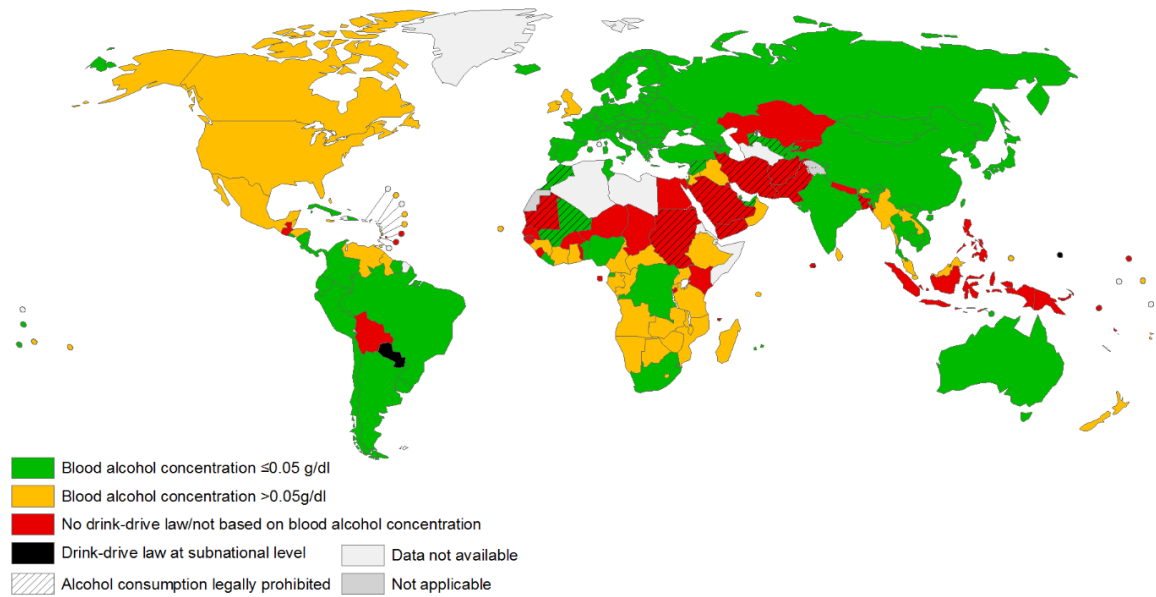 Blood alcohol concentration ≤0.05 g/dl
Blood alcohol concentration >0.05g/dl
No drink-drive law/not based on blood alcohol concentration
Drink-drive law at subnational level
Data not available
Alcohol consumption legally prohibited
Not applicable